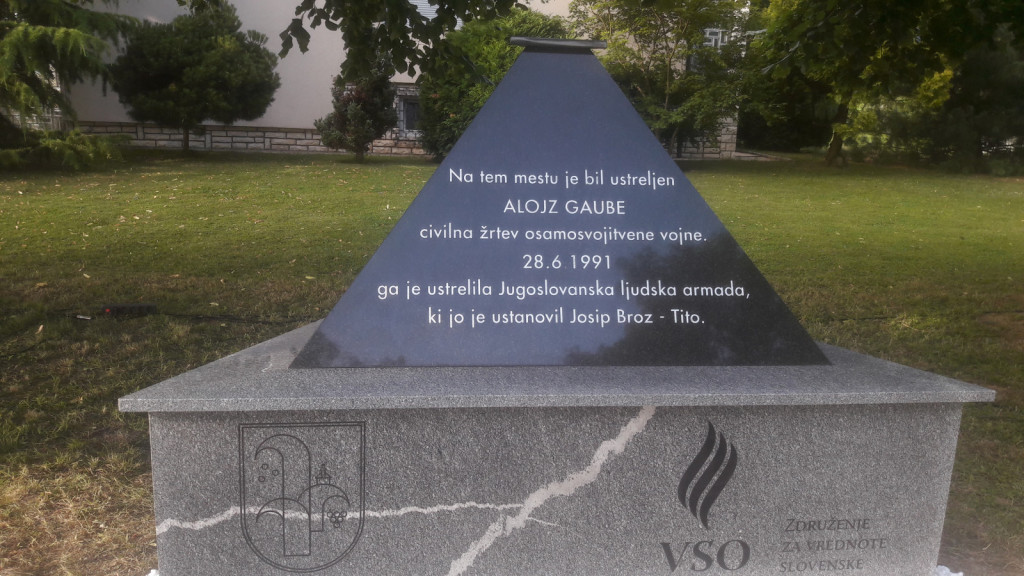 Na tem mestu je bil ustreljen
ALOJZ GAUBE
civilna žrtev osamosvojitvene vojne.
28.6 1991
ga je ustrelila Jugoslovanska ljudska armada,
ki jo je ustanovil Josip Broz - Tito.
VSO
ZDRUŽENJE
ZA VREDNOTE
SLOVENSKE